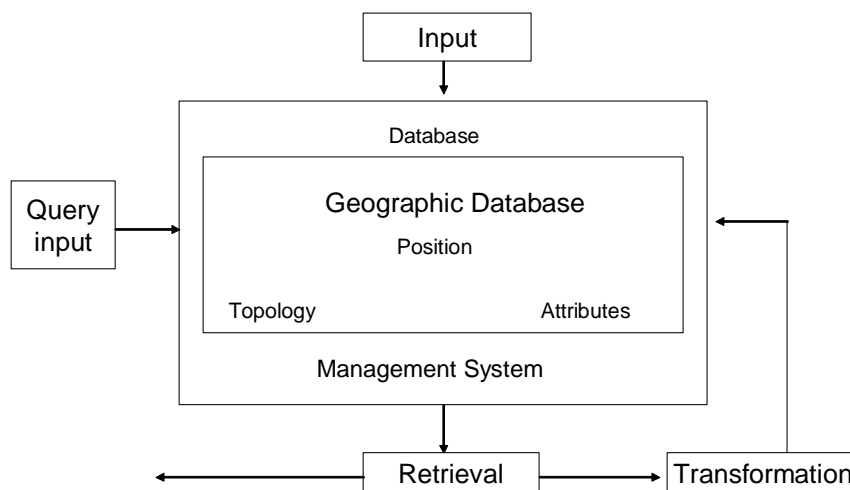 Input
Database
Geographic Database
Query
input
Position
Topology
Attributes
Management System
Retrieval
Transformation